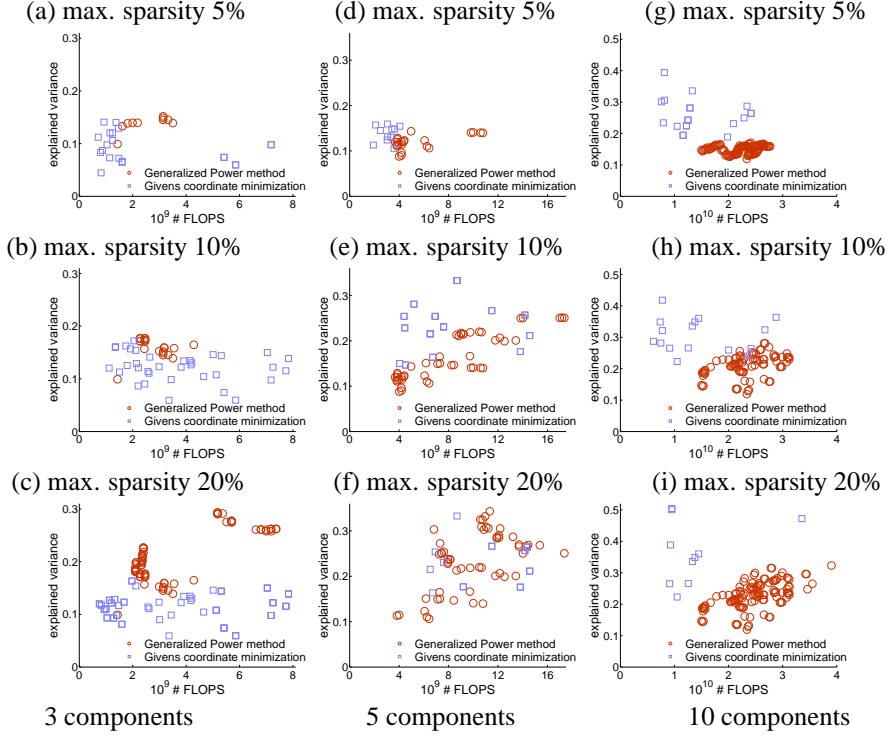 (a) max. sparsity 5%
(d) max. sparsity 5%
(g) max. sparsity 5%
explained variance
0.3
0.2
0.1
0
0 2 4 6 8
10^9 # FLOPS
Generalized Power method
Givens coordinate minimization
explained variance
0.3
0.2
0.1
0
0 4 8 12 16
10^9 # FLOPS
Generalized Power method
Givens coordinate minimization
explained variance
0.5
0.4
0.3
0.2
0.1
0
0 1 2 3 4
10^10 # FLOPS
Generalized Power method
Givens coordinate minimization
(b) max. sparsity 10%
(e) max. sparsity 10%
(h) max. sparsity 10%
explained variance
0.3
0.2
0.1
0
0 2 4 6 8
10^9 # FLOPS
Generalized Power method
Givens coordinate minimization
explained variance
0.3
0.2
0.1
0
0 4 8 12 16
10^9 # FLOPS
Generalized Power method
Givens coordinate minimization
explained variance
0.5
0.4
0.3
0.2
0.1
0
0 1 2 3 4
10^10 # FLOPS
Generalized Power method
Givens coordinate minimization
(c) max. sparsity 20%
(f) max. sparsity 20%
(i) max. sparsity 20%
explained variance
0.3
0.2
0.1
0
0 2 4 6 8
10^9 # FLOPS
Generalized Power method
Givens coordinate minimization
explained variance
0.3
0.2
0.1
0
0 4 8 12 16
10^9 # FLOPS
Generalized Power method
Givens coordinate minimization
explained variance
0.5
0.4
0.3
0.2
0.1
0
0 1 2 3 4
10^10 # FLOPS
Generalized Power method
Givens coordinate minimization
3 components
5 components
10 components